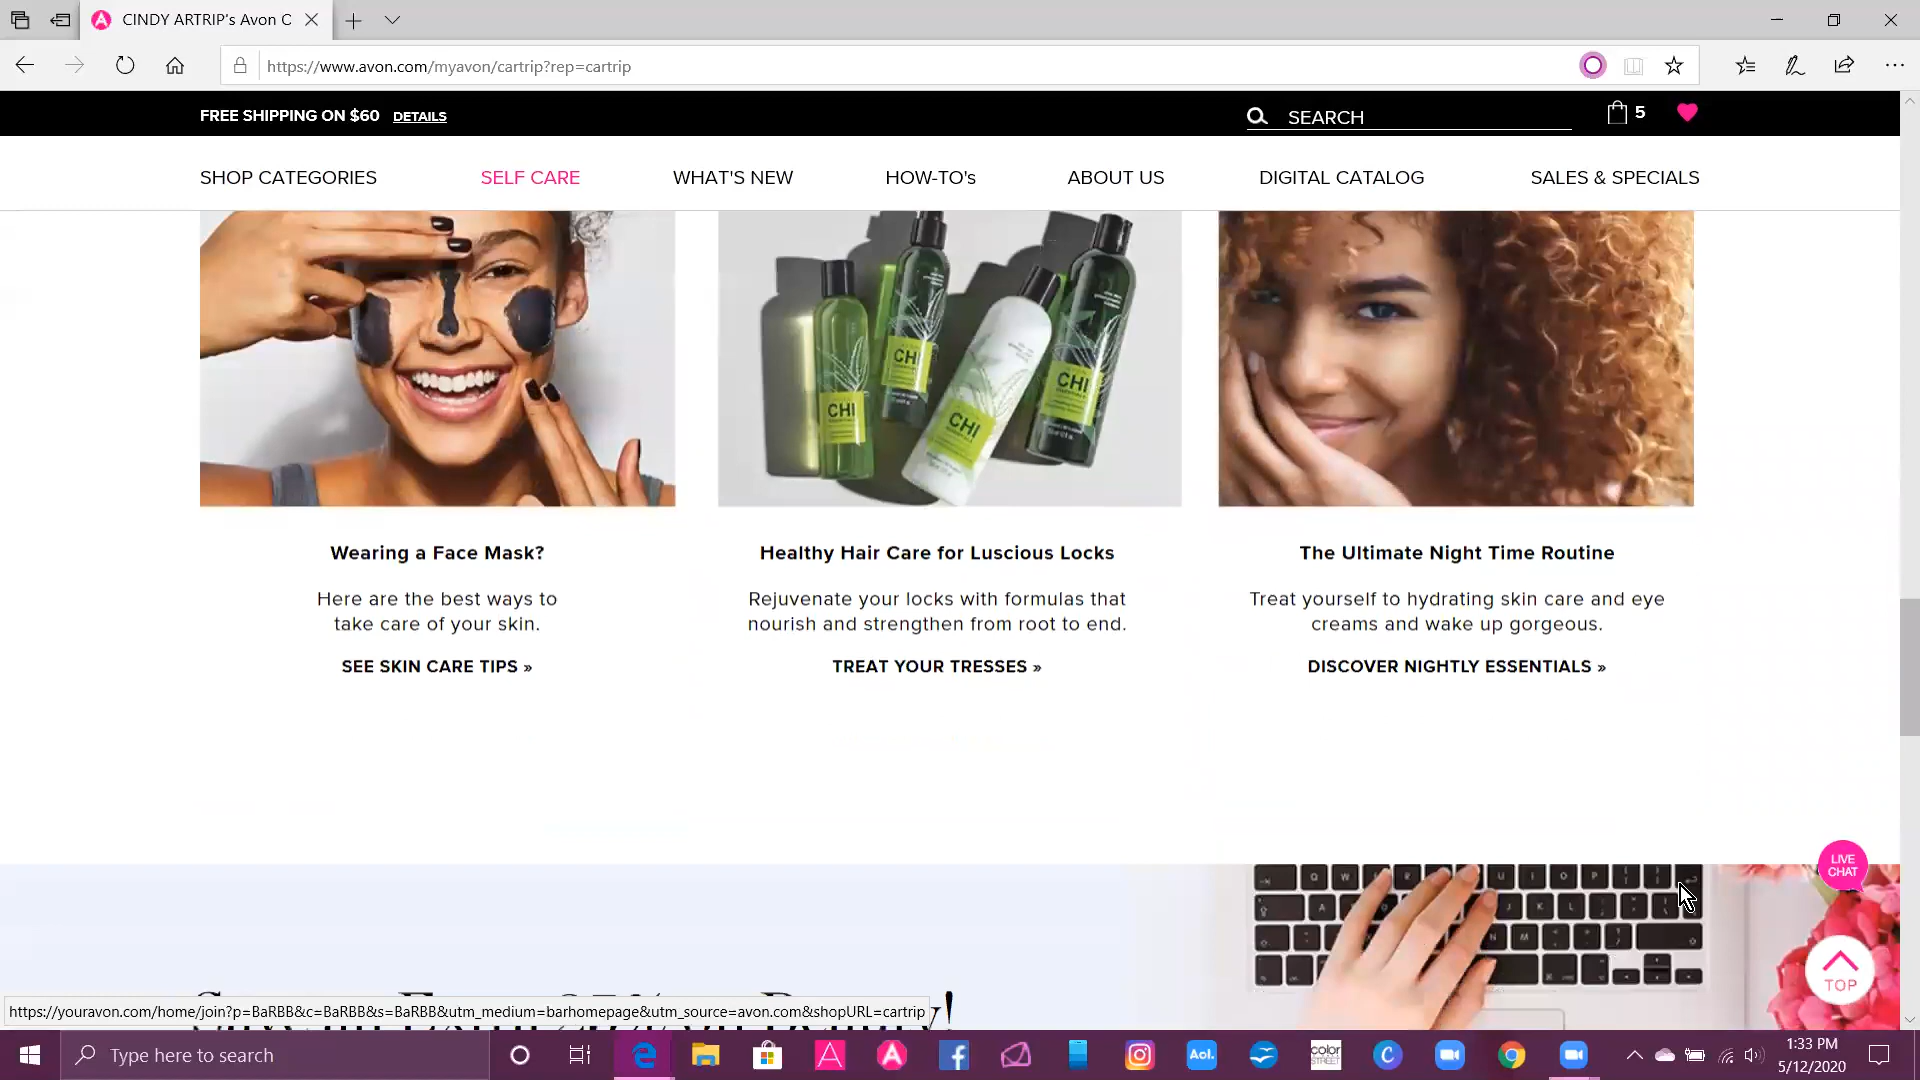 CINDY ARTRIP's Avon C
https://www.avon.com/myavon/cartrip?rep=cartrip
FREE SHIPPING ON $60 DETAILS
SEARCH
5
SHOP CATEGORIES
SELF CARE
WHAT'S NEW
HOW-TO's
ABOUT US
DIGITAL CATALOG
SALES & SPECIALS
CHI
CHI
CHI
CHI
Wearing a Face Mask?
Here are the best ways to
take care of your skin.
SEE SKIN CARE TIPS »
Healthy Hair Care for Luscious Locks
Rejuvenate your locks with formulas that
nourish and strengthen from root to end.
TREAT YOUR TRESSES »
The Ultimate Night Time Routine
Treat yourself to hydrating skin care and eye
creams and wake up gorgeous.
DISCOVER NIGHTLY ESSENTIALS »
LIVE
CHAT
TOP
https://youravon.com/home/join?p=BaRBB&c=BaRBB&s=BaRBB&utm_medium=barhomepage&utm_source=avon.com&shopURL=cartrip
Type here to search
Aol.
color
STREET
1:33 PM
5/12/2020